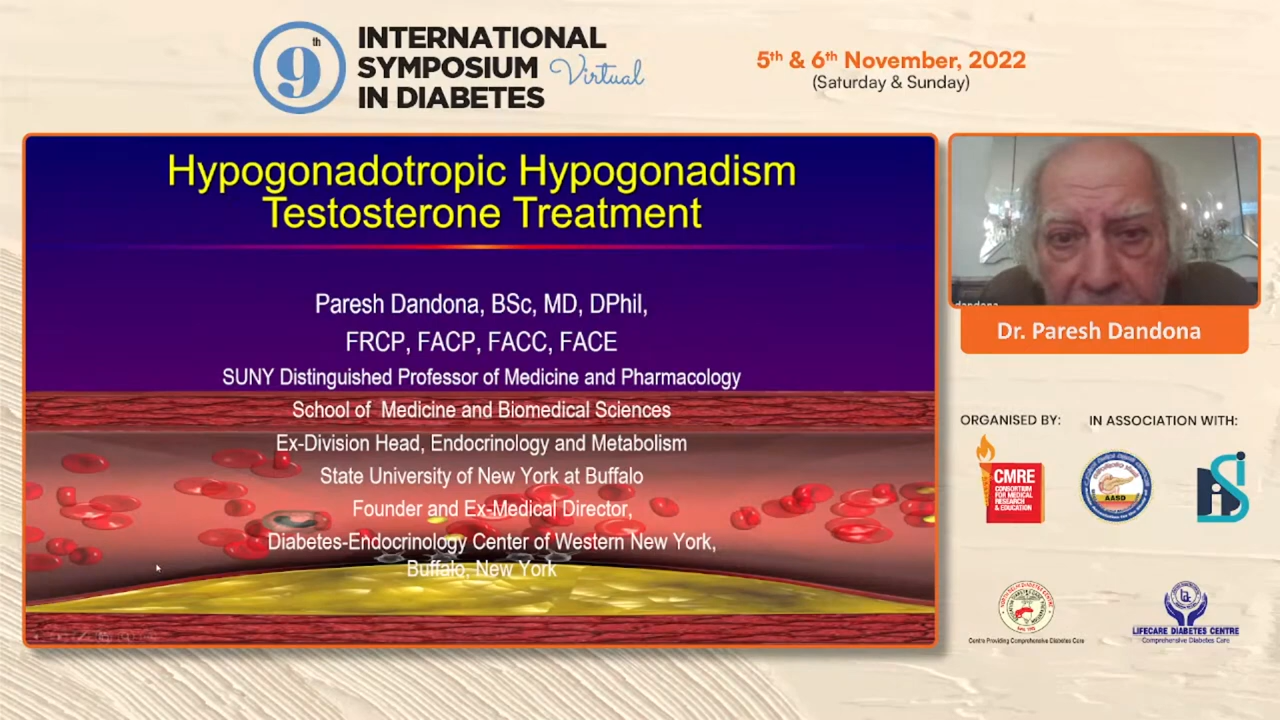 9th
INTERNATIONAL
SYMPOSIUM Virtual
IN DIABETES
5th & 6th November, 2022
(Saturday & Sunday)
Hypogonadotropic Hypogonadism
Testosterone Treatment
Paresh Dandona, BSc, MD, DPhil,
FRCP, FACP, FACC, FACE
SUNY Distinguished Professor of Medicine and Pharmacology
School of Medicine and Biomedical Sciences
Ex-Division Head, Endocrinology and Metabolism
State University of New York at Buffalo
Founder and Ex-Medical Director,
Diabetes-Endocrinology Center of Western New York,
Buffalo, New York
dandona
Dr. Paresh Dandona
ORGANISED BY:
IN ASSOCIATION WITH:
CMRE
CONSORTIUM
FOR MEDICAL
RESEARCH
& EDUCATION
AASD
Centre Providing Comprehensive Diabetes Care
LIFECARE DIABETES CENTRE
Comprehensive Diabetes Care